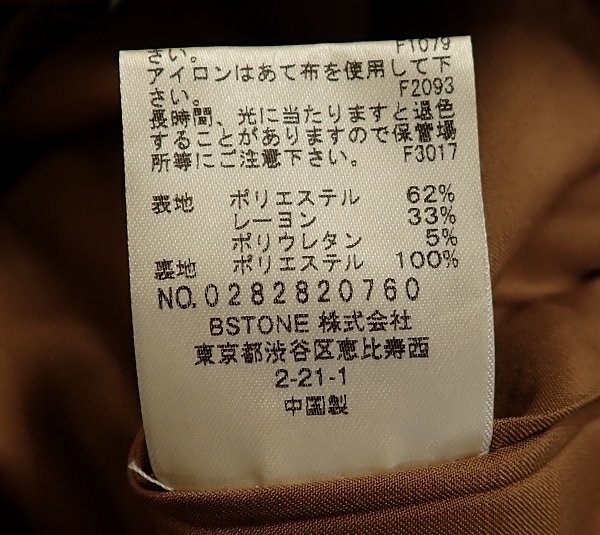 さい。 F1079
アイロンはあて布を使用して下
さい。 F2093
長時間、光に当たりますと退色
することがありますので保管場
所等にご注意下さい。 F3017
表地 ポリエステル 62%
レーヨン 33%
ポリウレタン 5%
裏地 ポリエステル 100%
NO.0282820760
BSTONE 株式会社
東京都渋谷区恵比寿西
2-21-1
中国製